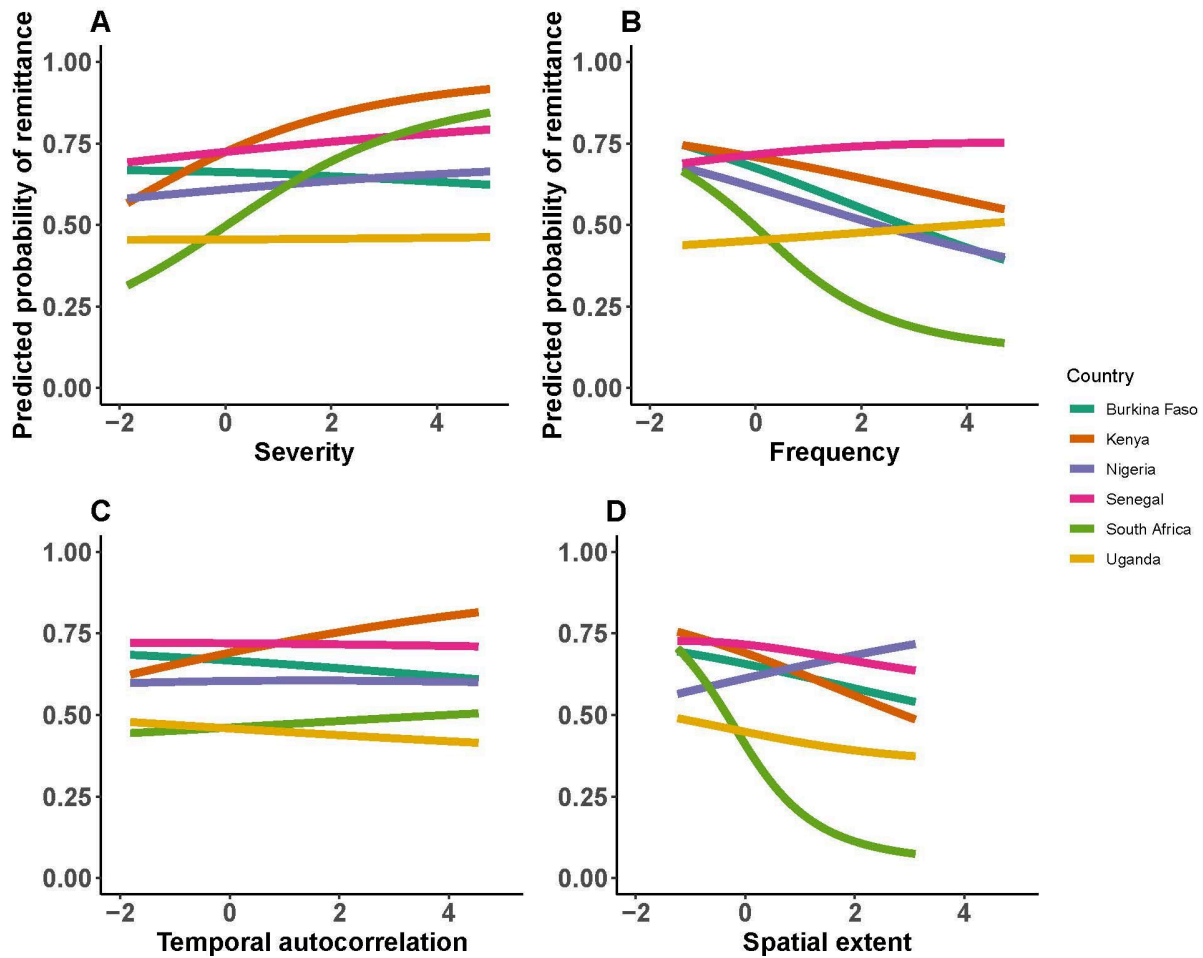 A
Predicted probability of remittance
1.00
0.75
0.50
0.25
0.00
−2 0 2 4
Severity
B
Predicted probability of remittance
1.00
0.75
0.50
0.25
0.00
−2 0 2 4
Frequency
Country
Burkina Faso
Kenya
Nigeria
Senegal
South Africa
Uganda
C
1.00
0.75
0.50
0.25
0.00
−2 0 2 4
Temporal autocorrelation
D
1.00
0.75
0.50
0.25
0.00
−2 0 2 4
Spatial extent